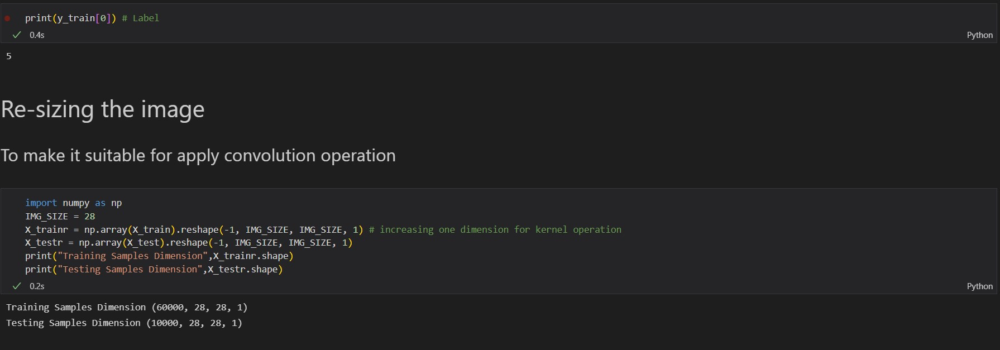 print(y_train[0]) # Label
0.4s
Python
5
Re-sizing the image
To make it suitable for apply convolution operation
import numpy as np
IMG_SIZE = 28
X_trainr = np.array(X_train).reshape(-1, IMG_SIZE, IMG_SIZE, 1) # increasing one dimension for kernel operation
X_testr = np.array(X_test).reshape(-1, IMG_SIZE, IMG_SIZE, 1)
print("Training Samples Dimension",X_trainr.shape)
print("Testing Samples Dimension",X_testr.shape)
0.2s
Python
Training Samples Dimension (60000, 28, 28, 1)
Testing Samples Dimension (10000, 28, 28, 1)